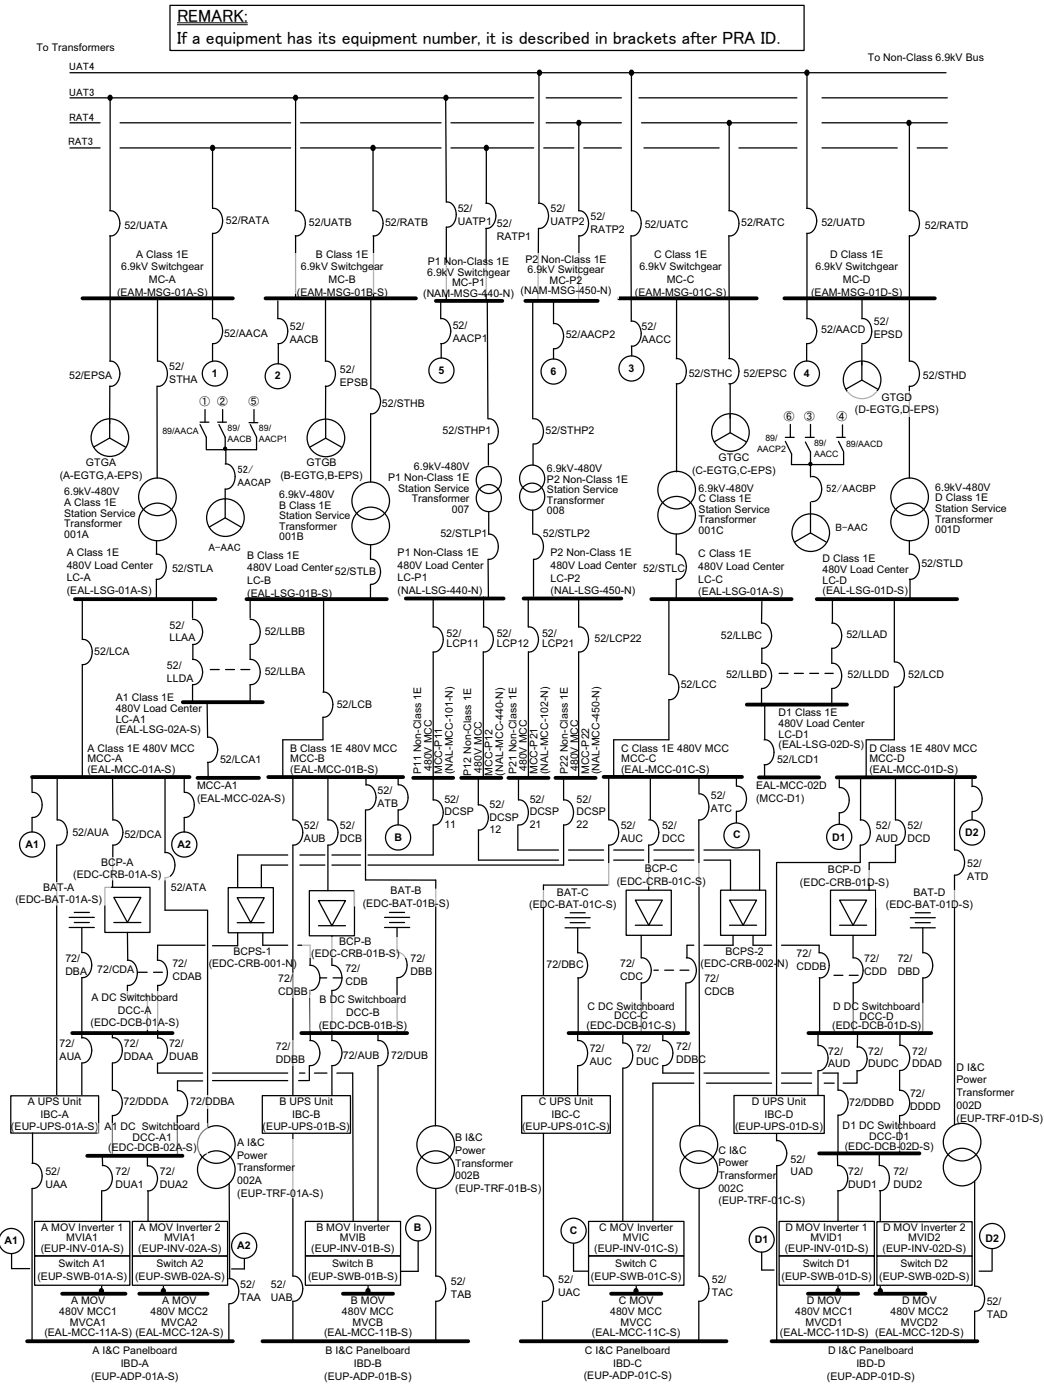 REMARK:
If a equipment has its equipment number, it is described in brackets after PRA ID.
To Transformers
To Non-Class 6.9kV Bus
UAT4
UAT3
RAT4
RAT3
52/UATA
52/RATA
52/UATB
52/RATB
52/
UATP1
52/
RATP1
52/
UATP2
52/
RATP2
52/UATC
52/RATC
52/UATD
52/RATD
A Class 1E
6.9kV Switchgear
MC-A
(EAM-MSG-01A-S)
B Class 1E
6.9kV Switchgear
MC-B
(EAM-MSG-01B-S)
P1 Non-Class 1E
6.9kV Switchgear
MC-P1
(NAM-MSG-440-N)
P2 Non-Class 1E
6.9kV Switchgear
MC-P2
(NAM-MSG-450-N)
C Class 1E
6.9kV Switchgear
MC-C
(EAM-MSG-01C-S)
D Class 1E
6.9kV Switchgear
MC-D
(EAM-MSG-01D-S)
52/EPSA
52/
STHA
52/AACA
1
52/
AACB
2
52/
EPSB
52/STHB
52/
AACP1
5
52/AACP2
6
52/
AACC
3
52/STHC
52/EPSC
52/AACD
4
52/
EPSD
52/STHD
① ② ⑤
89/AACA
89/
AACB
89/
AACP1
52/
AACAP
A-AAC
GTGA
(A-EGTG,A-EPS)
GTGB
(B-EGTG,B-EPS)
52/STHP1
52/STHP2
GTGC
(C-EGTG,C-EPS)
GTGD
(D-EGTG,D-EPS)
⑥ ③ ④
89/
AACP2
89/
AACC
89/AACD
52/AACBP
B-AAC
6.9kV-480V
A Class 1E
Station Service
Transformer
001A
6.9kV-480V
B Class 1E
Station Service
Transformer
001B
6.9kV-480V
P1 Non-Class 1E
Station Service
Transformer
007
6.9kV-480V
P2 Non-Class 1E
Station Service
Transformer
008
6.9kV-480V
C Class 1E
Station Service
Transformer
001C
6.9kV-480V
D Class 1E
Station Service
Transformer
001D
52/STLA
52/STLB
52/STLP1
52/STLP2
52/STLC
52/STLD
A Class 1E
480V Load Center
LC-A
(EAL-LSG-01A-S)
B Class 1E
480V Load Center
LC-B
(EAL-LSG-01B-S)
P1 Non-Class 1E
480V Load Center
LC-P1
(NAL-LSG-440-N)
P2 Non-Class 1E
480V Load Center
LC-P2
(NAL-LSG-450-N)
C Class 1E
480V Load Center
LC-C
(EAL-LSG-01A-S)
D Class 1E
480V Load Center
LC-D
(EAL-LSG-01D-S)
52/LCA
52/
LLAA
52/LLBB
52/
LLDA
52/LLBA
52/LCB
52/
LCP11
52/
LCP12
52/
LCP21
52/LCP22
52/LCC
52/LLBC
52/LLAD
52/LLBD
52/LLDD
52/LCD
A1 Class 1E
480V Load Center
LC-A1
(EAL-LSG-02A-S)
D1 Class 1E
480V Load Center
LC-D1
(EAL-LSG-02D-S)
52/LCA1
52/LCD1
A Class 1E 480V MCC
MCC-A
(EAL-MCC-01A-S)
MCC-A1
(EAL-MCC-02A-S)
B Class 1E 480V MCC
MCC-B
(EAL-MCC-01B-S)
P11 Non-Class 1E
480V MCC
MCC-P11
(NAL-MCC-101-N)
P12 Non-Class 1E
480V MCC
MCC-P12
(NAL-MCC-440-N)
P21 Non-Class 1E
480V MCC
MCC-P21
(NAL-MCC-102-N)
P22 Non-Class 1E
480V MCC
MCC-P22
(NAL-MCC-450-N)
C Class 1E 480V MCC
MCC-C
(EAL-MCC-01C-S)
EAL-MCC-02D
(MCC-D1)
D Class 1E 480V MCC
MCC-D
(EAL-MCC-01D-S)
A1
52/AUA
52/DCA
A2
52/ATA
52/
AUB
52/
DCB
52/
ATB
B
52/
DCSP
11
52/
DCSP
12
52/
DCSP
21
52/
DCSP
22
52/
AUC
52/
DCC
52/
ATC
C
D1
52/
AUD
52/
DCD
D2
52/
ATD
BCP-A
(EDC-CRB-01A-S)
BAT-A
(EDC-BAT-01A-S)
BCPS-1
(EDC-CRB-001-N)
BCP-B
(EDC-CRB-01B-S)
BAT-B
(EDC-BAT-01B-S)
BAT-C
(EDC-BAT-01C-S)
BCP-C
(EDC-CRB-01C-S)
BCPS-2
(EDC-CRB-002-N)
BCP-D
(EDC-CRB-01D-S)
BAT-D
(EDC-BAT-01D-S)
72/
DBA
72/CDA
72/
CDAB
72/
CDBB
72/
CDB
72/
DBB
72/DBC
72/
CDC
72/
CDCB
72/
CDDB
72/
CDD
72/
DBD
A DC Switchboard
DCC-A
(EDC-DCB-01A-S)
B DC Switchboard
DCC-B
(EDC-DCB-01B-S)
C DC Switchboard
DCC-C
(EDC-DCB-01C-S)
D DC Switchboard
DCC-D
(EDC-DCB-01D-S)
72/
AUA
72/
DDAA
72/
DUAB
72/
DDBB
72/AUB
72/DUB
72/
AUC
72/
DUC
72/
DDBC
72/
AUD
72/
DUDC
72/
DDAD
A UPS Unit
IBC-A
(EUP-UPS-01A-S)
72/DDDA
72/DDBA
B UPS Unit
IBC-B
(EUP-UPS-01B-S)
C UPS Unit
IBC-C
(EUP-UPS-01C-S)
D UPS Unit
IBC-D
(EUP-UPS-01D-S)
72/
DDBD
72/
DDDD
D I&C
Power
Transformer
002D
(EUP-TRF-01D-S)
A1 DC Switchboard
DCC-A1
(EDC-DCB-02A-S)
A I&C
Power
Transformer
002A
(EUP-TRF-01A-S)
B I&C
Power
Transformer
002B
(EUP-TRF-01B-S)
C I&C
Power
Transformer
002C
(EUP-TRF-01C-S)
D1 DC Switchboard
DCC-D1
(EDC-DCB-02D-S)
52/
UAA
72/
DUA1
72/
DUA2
52/
UAD
72/
DUD1
72/
DUD2
A1
A MOV Inverter 1
MVIA1
(EUP-INV-01A-S)
Switch A1
(EUP-SWB-01A-S)
A MOV Inverter 2
MVIA1
(EUP-INV-02A-S)
Switch A2
(EUP-SWB-02A-S)
A2
B MOV Inverter
MVIB
(EUP-INV-01B-S)
Switch B
(EUP-SWB-01B-S)
B
C
C MOV Inverter
MVIC
(EUP-INV-01C-S)
Switch C
(EUP-SWB-01C-S)
D1
D MOV Inverter 1
MVID1
(EUP-INV-01D-S)
Switch D1
(EUP-SWB-01D-S)
D MOV Inverter 2
MVID2
(EUP-INV-02D-S)
Switch D2
(EUP-SWB-02D-S)
D2
A MOV
480V MCC1
MVCA1
(EAL-MCC-11A-S)
A MOV
480V MCC2
MVCA2
(EAL-MCC-12A-S)
52/
TAA
52/
UAB
B MOV
480V MCC
MVCB
(EAL-MCC-11B-S)
52/
TAB
52/
UAC
C MOV
480V MCC
MVCC
(EAL-MCC-11C-S)
52/
TAC
D MOV
480V MCC1
MVCD1
(EAL-MCC-11D-S)
D MOV
480V MCC2
MVCD2
(EAL-MCC-12D-S)
52/
TAD
A I&C Panelboard
IBD-A
(EUP-ADP-01A-S)
B I&C Panelboard
IBD-B
(EUP-ADP-01B-S)
C I&C Panelboard
IBD-C
(EUP-ADP-01C-S)
D I&C Panelboard
IBD-D
(EUP-ADP-01D-S)